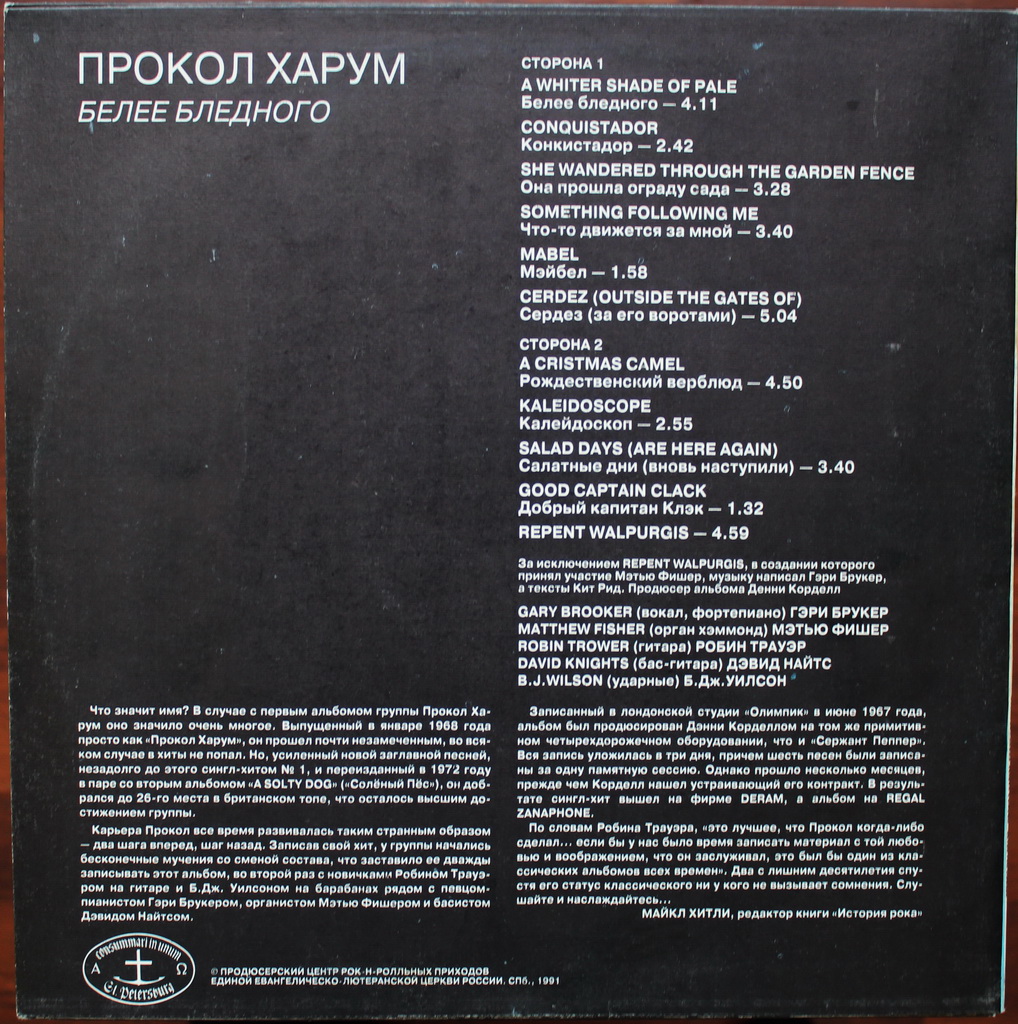 ПРОКОЛ ХАРУМ
БЕЛЕЕ БЛЕДНОГО
СТОРОНА 1
A WHITER SHADE OF PALE
Белее бледного — 4.11
CONQUISTADOR
Конкистадор — 2.42
SHE WANDERED THROUGH THE GARDEN FENCE
Она прошла ограду сада — 3.28
SOMETHING FOLLOWING ME
Что-то движется за мной — 3.40
MABEL
Мэйбел — 1.58
CERDEZ (OUTSIDE THE GATES OF)
Сердез (за его воротами) — 5.04
СТОРОНА 2
A CRISTMAS CAMEL
Рождественский верблюд — 4.50
KALEIDOSCOPE
Калейдоскоп — 2.55
SALAD DAYS (ARE HERE AGAIN)
Салатные дни (вновь наступили) — 3.40
GOOD CAPTAIN CLACK
Добрый капитан Клэк — 1.32
REPENT WALPURGIS — 4.59
За исключением REPENT WALPURGIS, в создании которого
принял участие Мэтью Фишер, музыку написал Гэри Брукер,
а тексты Кит Рид. Продюсер альбома Денни Корделл
GARY BROOKER (вокал, фортепиано) ГЭРИ БРУКЕР
MATTHEW FISHER (орган хэммонд) МЭТЬЮ ФИШЕР
ROBIN TROWER (гитара) РОБИН ТРАУЭР
DAVID KNIGHTS (бас-гитара) ДЭВИД НАЙТС
B.J.WILSON (ударные) Б.Дж.УИЛСОН
Что значит имя? В случае с первым альбомом группы Прокол Ха-
рум оно значило очень многое. Выпущенный в январе 1968 года
просто как «Прокол Харум», он прошел почти незамеченным, во вся-
ком случае в хиты не попал. Но, усиленный новой заглавной песней,
незадолго до этого сингл-хитом № 1, и переизданный в 1972 году
в паре со вторым альбомом «A SOLTY DOG» («Солёный Пёс»), он доб-
рался до 26-го места в британском топе, что осталось высшим до-
стижением группы.
Карьера Прокол все время развивалась таким странным образом
— два шага вперед, шаг назад. Записав свой хит, у группы начались
бесконечные мучения со сменой состава, что заставило ее дважды
записывать этот альбом, во второй раз с новичками Робином Трауэ-
ром на гитаре и Б.Дж. Уилсоном на барабанах рядом с певцом-
пианистом Гэри Брукером, органистом Мэтью Фишером и басистом
Дэвидом Найтсом.
Записанный в лондонской студии «Олимпик» в июне 1967 года,
альбом был продюсирован Дэнни Корделлом на том же примитив-
ном четырехдорожечном оборудовании, что и «Сержант Пеппер».
Вся запись уложилась в три дня, причем шесть песен были записа-
ны за одну памятную сессию. Однако прошло несколько месяцев,
прежде чем Корделл нашел устраивающий его контракт. В резуль-
тате сингл-хит вышел на фирме DERAM, а альбом на REGAL
ZANAPHONE.
По словам Робина Трауэра, «это лучшее, что Прокол когда-либо
сделал... если бы у нас было время записать материал с той любо-
вью и воображением, что он заслуживал, это был бы один из кла-
ссических альбомов всех времен». Два с лишним десятилетия спу-
стя его статус классического ни у кого не вызывает сомнения. Слу-
шайте и наслаждайтесь...
МАЙКЛ ХИТЛИ, редактор книги «История рока»
consummari in unum
Α Ω
St. Petersburg
© ПРОДЮСЕРСКИЙ ЦЕНТР РОК-Н-РОЛЛЬНЫХ ПРИХОДОВ
ЕДИНОЙ ЕВАНГЕЛИЧЕСКО-ЛЮТЕРАНСКОЙ ЦЕРКВИ РОССИИ. СПб., 1991